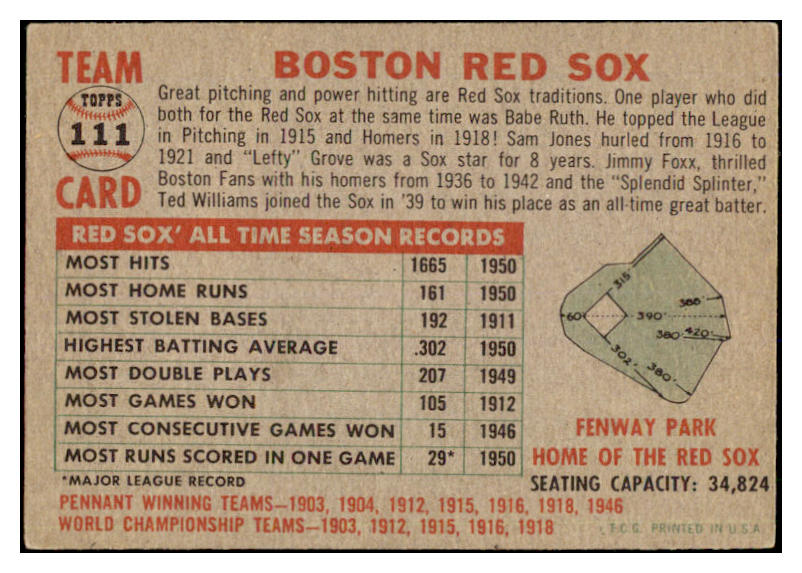 TEAM
TOPPS
111
CARD
BOSTON RED SOX
Great pitching and power hitting are Red Sox traditions. One player who did
both for the Red Sox at the same time was Babe Ruth. He topped the League
in Pitching in 1915 and Homers in 1918! Sam Jones hurled from 1916 to
1921 and "Lefty" Grove was a Sox star for 8 years. Jimmy Foxx, thrilled
Boston Fans with his homers from 1936 to 1942 and the "Splendid Splinter,"
Ted Williams joined the Sox in '39 to win his place as an all-time great batter.
RED SOX' ALL TIME SEASON RECORDS
MOST HITS 1665 1950
MOST HOME RUNS 161 1950
MOST STOLEN BASES 192 1911
HIGHEST BATTING AVERAGE .302 1950
MOST DOUBLE PLAYS 207 1949
MOST GAMES WON 105 1912
MOST CONSECUTIVE GAMES WON 15 1946
MOST RUNS SCORED IN ONE GAME 29* 1950
*MAJOR LEAGUE RECORD
315'
388'
60' 390'
380' 420'
302'
380'
FENWAY PARK
HOME OF THE RED SOX
SEATING CAPACITY: 34,824
PENNANT WINNING TEAMS—1903, 1904, 1912, 1915, 1916, 1918, 1946
WORLD CHAMPIONSHIP TEAMS—1903, 1912, 1915, 1916, 1918
T.C.G. PRINTED IN U.S.A.